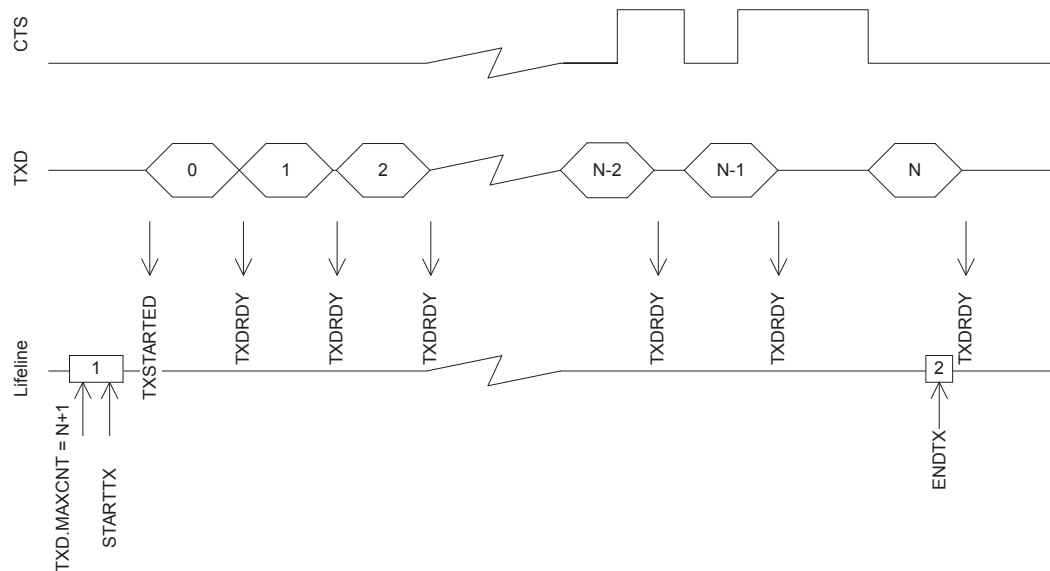 CTS
TXD
0
1
2
N-2
N-1
N
TXSTARTED
TXDRDY
TXDRDY
TXDRDY
TXDRDY
TXDRDY
TXDRDY
Lifeline
1
2
TXD.MAXCNT = N+1
STARTTX
ENDTX